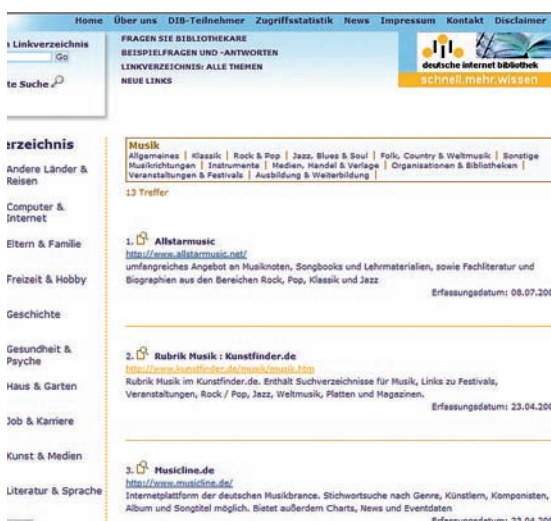 Home Über uns DIB-Teilnehmer Zugriffsstatistik News Impressum Kontakt Disclaimer
n Linkverzeichnis
Go
te Suche
FRAGEN SIE BIBLIOTHEKARE
BEISPIELFRAGEN UND -ANTWORTEN
LINKVERZEICHNIS: ALLE THEMEN
NEUE LINKS
deutsche internet bibliothek
schnell.mehr.wissen
erzeichnis
Andere Länder &
Reisen
Computer &
Internet
Eltern & Familie
Freizeit & Hobby
Geschichte
Gesundheit &
Psyche
Haus & Garten
Job & Karriere
Kunst & Medien
Literatur & Sprache
Musik
Allgemeines | Klassik | Rock & Pop | Jazz, Blues & Soul | Folk, Country & Weltmusik | Sonstige
Musikrichtungen | Instrumente | Medien, Handel & Verlage | Organisationen & Bibliotheken |
Veranstaltungen & Festivals | Ausbildung & Weiterbildung |
13 Treffer
1. Allstarmusic
http://www.allstarmusic.net/
umfangreiches Angebot an Musiknoten, Songbooks und Lehrmaterialien, sowie Fachliteratur und
Biographien aus den Bereichen Rock, Pop, Klassik und Jazz
Erfassungsdatum: 08.07.200
2. Rubrik Musik : Kunstfinder.de
http://www.kunstfinder.de/musik/musik.htm
Rubrik Musik im Kunstfinder.de. Enthält Suchverzeichnisse für Musik, Links zu Festivals,
Veranstaltungen, Rock / Pop, Jazz, Weltmusik, Platten und Magazinen.
Erfassungsdatum: 23.04.200
3. Musicline.de
http://www.musicline.de/
Internetplattform der deutschen Musikbrance. Stichwortsuche nach Genre, Künstlern, Komponisten,
Album und Songtitel möglich. Bietet außerdem Charts, News und Eventdaten
Erfassungsdatum: 23.04.200